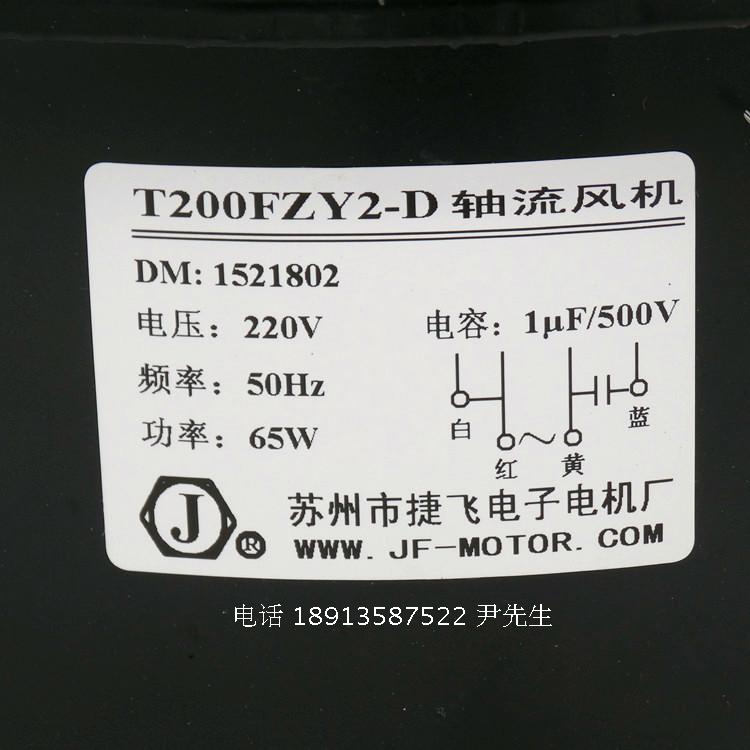 T200FZY2-D 轴流风机
DM: 1521802
电压: 220V
电容: 1μF/500V
频率: 50Hz
功率: 65W
白
红
~
黄
蓝
J
®
苏州市捷飞电子电机厂
WWW. JF-MOTOR. COM
电话 18913587522 尹先生